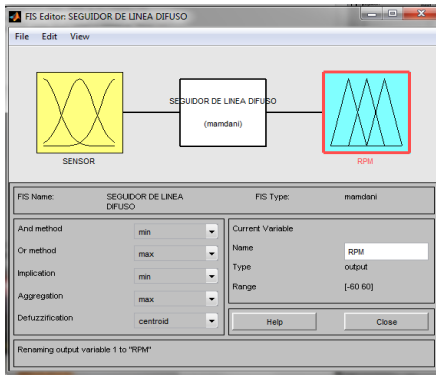 FIS Editor: SEGUIDOR DE LINEA DIFUSO
File Edit View
SEGUIDOR DE LINEA DIFUSO
(mamdani)
SENSOR
RPM
FIS Name: SEGUIDOR DE LINEA DIFUSO
FIS Type: mamdani
And method min
Or method max
Implication min
Aggregation max
Defuzzification centroid
Current Variable
Name RPM
Type output
Range [-60 60]
Help Close
Renaming output variable 1 to "RPM"